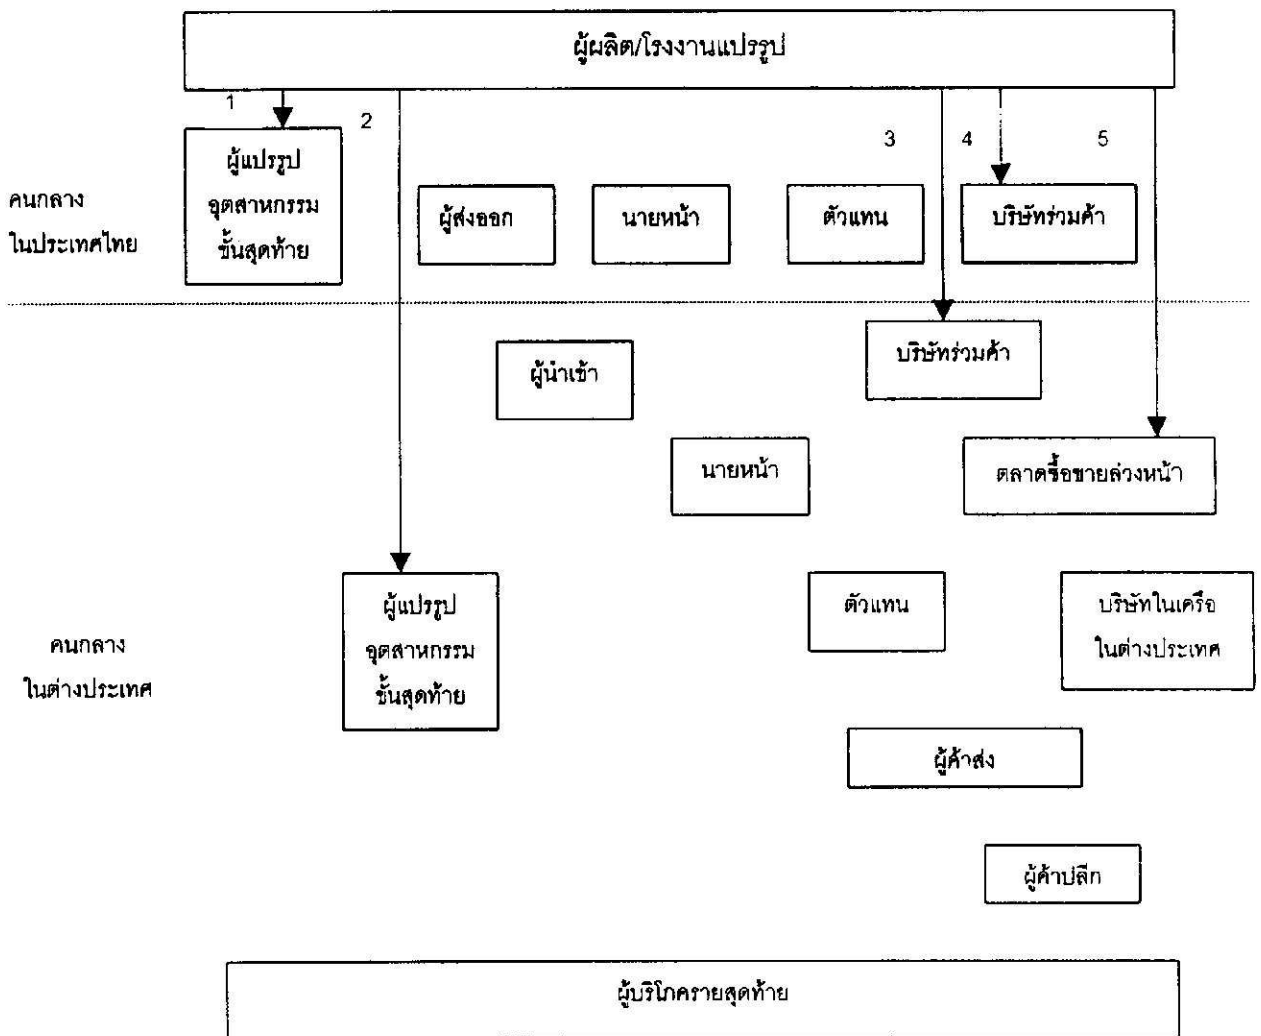 ผู้ผลิต/โรงงานแปรรูป
1
2
3
4
5
ผู้แปรรูป
อุตสาหกรรม
ขั้นสุดท้าย
คนกลาง
ในประเทศไทย
ผู้ส่งออก
นายหน้า
ตัวแทน
บริษัทร่วมค้า
บริษัทร่วมค้า
ผู้นำเข้า
นายหน้า
ตลาดซื้อขายล่วงหน้า
คนกลาง
ในต่างประเทศ
ผู้แปรรูป
อุตสาหกรรม
ขั้นสุดท้าย
ตัวแทน
บริษัทในเครือ
ในต่างประเทศ
ผู้ค้าส่ง
ผู้ค้าปลีก
ผู้บริโภครายสุดท้าย